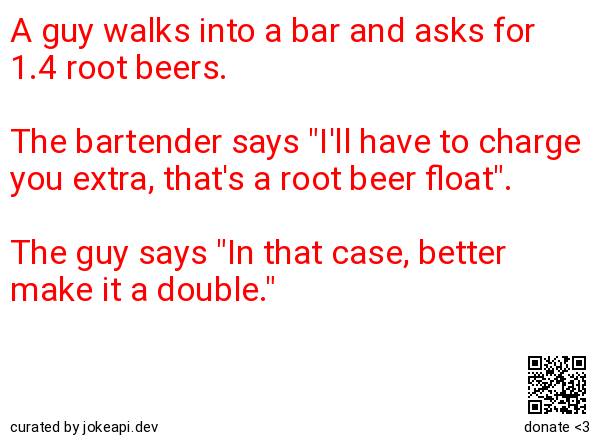 A guy walks into a bar and asks for
1.4 root beers.
The bartender says "I'll have to charge
you extra, that's a root beer float".
The guy says "In that case, better
make it a double."
curated by jokeapi.dev
donate <3